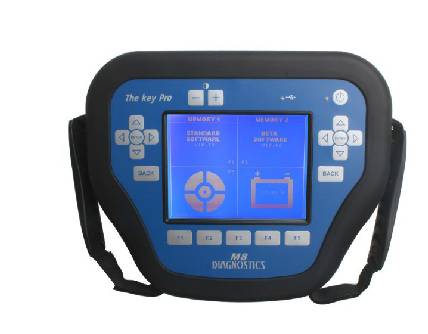 The key Pro
MEMORY 1
MEMORY 2
STANDARD
SOFTWARE
BETA
SOFTWARE
BACK
BACK
F1 F2 F3 F4 F5
M8
DIAGNOSTICS